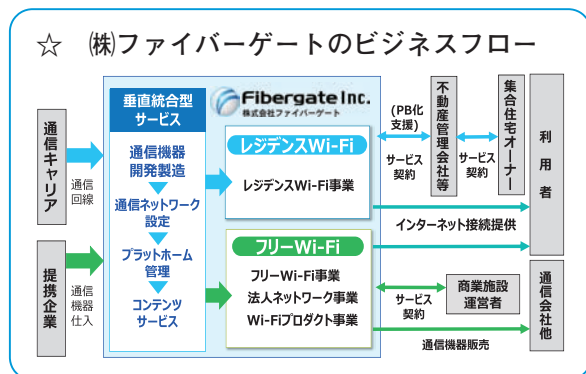 ☆ ㈱ファイバーゲートのビジネスフロー
通信キャリア
通信
回線
提携企業
通信
機器
仕入
垂直統合型
サービス
通信機器
開発製造
通信ネットワーク
設定
プラットホーム
管理
コンテンツ
サービス
Fibergate Inc.
株式会社ファイバーゲート
レジデンスWi-Fi
レジデンスWi-Fi事業
フリーWi-Fi
フリーWi-Fi事業
法人ネットワーク事業
Wi-Fiプロダクト事業
(PB化
支援)
サービス
契約
不動産管理会社等
サービス
契約
集合住宅オーナー
利用者
インターネット接続提供
サービス
契約
商業施設
運営者
通信機器販売
通信会社他